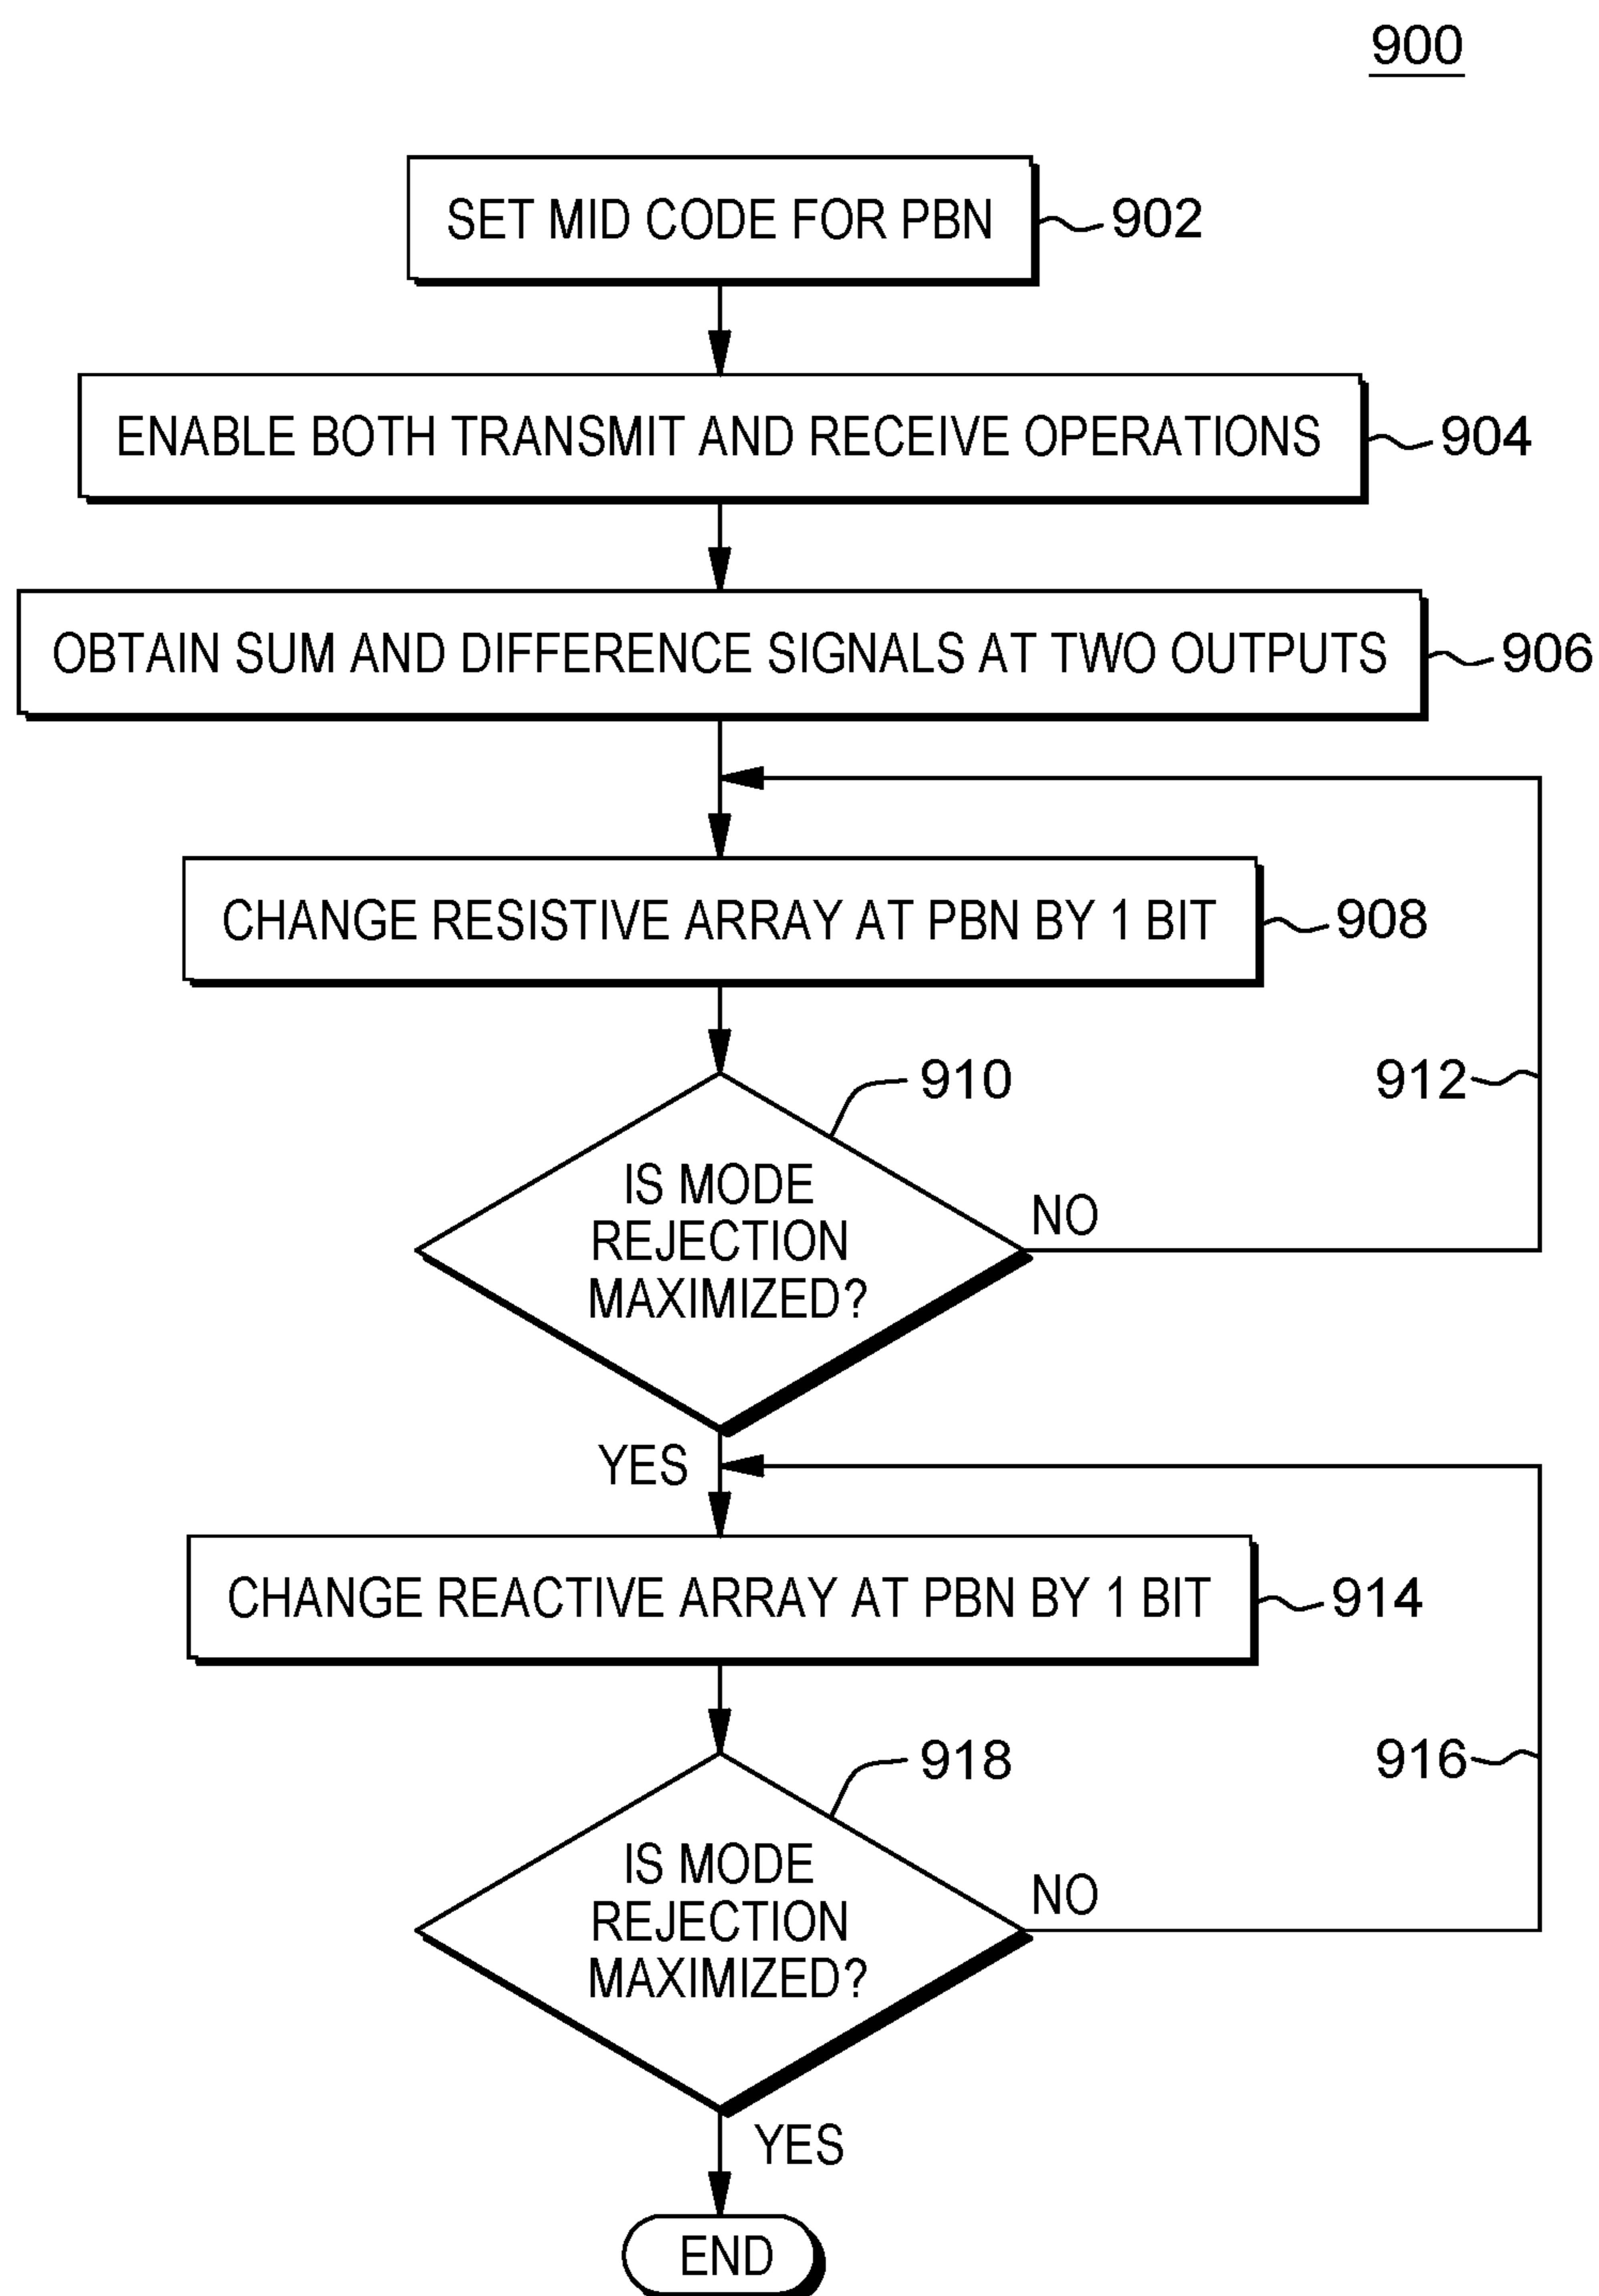 900
SET MID CODE FOR PBN
902
ENABLE BOTH TRANSMIT AND RECEIVE OPERATIONS
904
OBTAIN SUM AND DIFFERENCE SIGNALS AT TWO OUTPUTS
906
CHANGE RESISTIVE ARRAY AT PBN BY 1 BIT
908
910
912
IS MODE
REJECTION
MAXIMIZED?
NO
YES
CHANGE REACTIVE ARRAY AT PBN BY 1 BIT
914
918
916
IS MODE
REJECTION
MAXIMIZED?
NO
YES
END